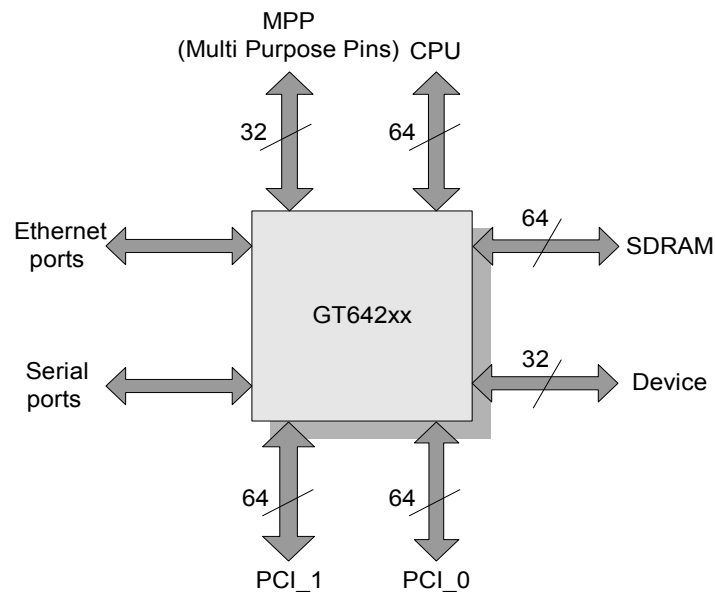 MPP
(Multi Purpose Pins) CPU
32
64
Ethernet
ports
64
SDRAM
GT642xx
Serial
ports
32
Device
64
64
PCI_1
PCI_0